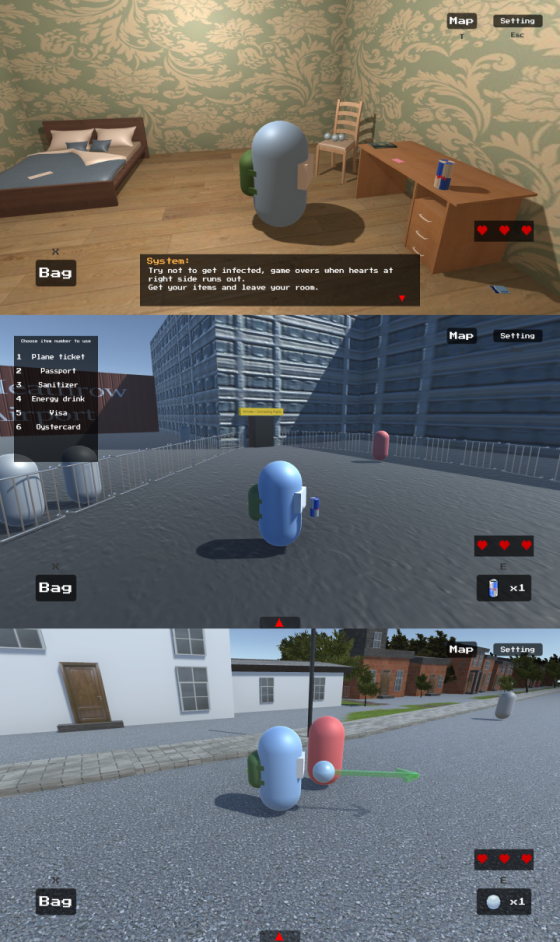 Map
Setting
T
Esc
X
Bag
System:
Try not to get infected, game overs when hearts at
right side runs out.
Get your items and leave your room.
Map
Setting
Choose item number to use
1 Plane ticket
2 Passport
3 Sanitizer
4 Energy drink
5 Visa
6 Oystercard
Heathrow
Airport
X
Bag
E
x1
Map
Setting
X
Bag
E
x1